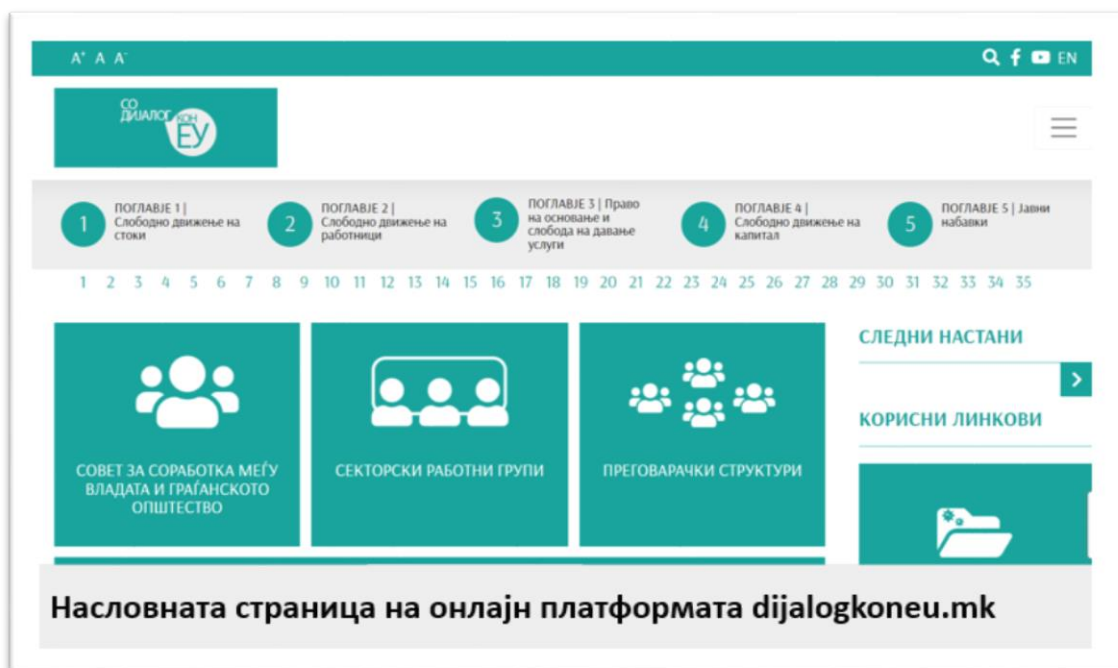 A+ A A-
EN
СО
ДИЈАЛОГ
КОН
ЕУ
1
ПОГЛАВЈЕ 1 |
Слободно движење на
стоки
2
ПОГЛАВЈЕ 2 |
Слободно движење на
работници
3
ПОГЛАВЈЕ 3 | Право
на основање и
слобода на давање
услуги
4
ПОГЛАВЈЕ 4 |
Слободно движење на
капитал
5
ПОГЛАВЈЕ 5 | Јавни
набавки
1 2 3 4 5 6 7 8 9 10 11 12 13 14 15 16 17 18 19 20 21 22 23 24 25 26 27 28 29 30 31 32 33 34 35
СОВЕТ ЗА СОРАБОТКА МЕЃУ
ВЛАДАТА И ГРАЃАНСКОТО
ОПШТЕСТВО
СЕКТОРСКИ РАБОТНИ ГРУПИ
ПРЕГОВАРАЧКИ СТРУКТУРИ
СЛЕДНИ НАСТАНИ
КОРИСНИ ЛИНКОВИ
Насловната страница на онлајн платформата dijalogkoneu.mk